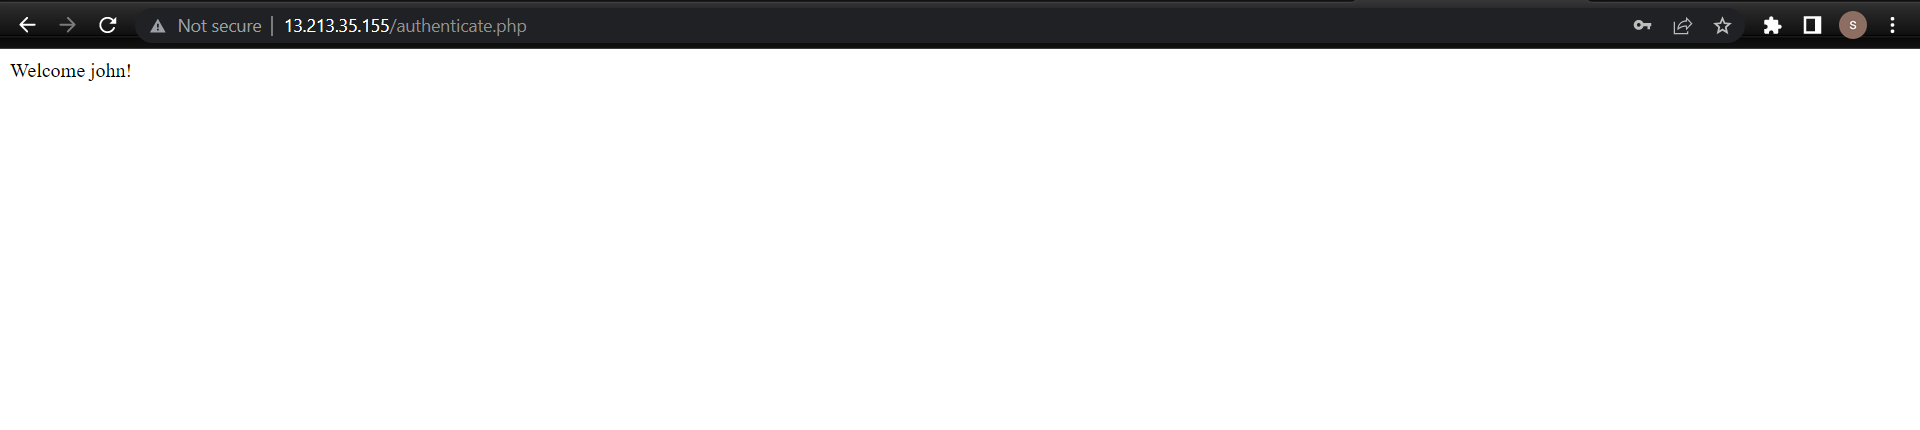 Not secure | 13.213.35.155/authenticate.php
S
Welcome john!